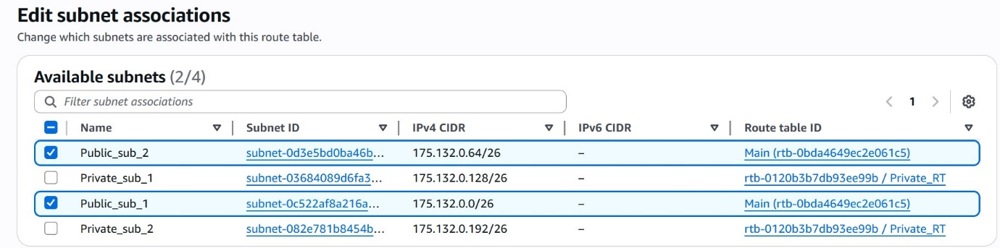 Edit subnet associations
Change which subnets are associated with this route table.
Available subnets (2/4)
Filter subnet associations
1
Name Subnet ID IPv4 CIDR IPv6 CIDR Route table ID
Public_sub_2 subnet-0d3e5bd0ba46b... 175.132.0.64/26 – Main (rtb-0bda4649ec2e061c5)
Private_sub_1 subnet-03684089d6fa3... 175.132.0.128/26 – rtb-0120b3b7db93ee99b / Private_RT
Public_sub_1 subnet-0c522af8a216a... 175.132.0.0/26 – Main (rtb-0bda4649ec2e061c5)
Private_sub_2 subnet-082e781b8454b... 175.132.0.192/26 – rtb-0120b3b7db93ee99b / Private_RT